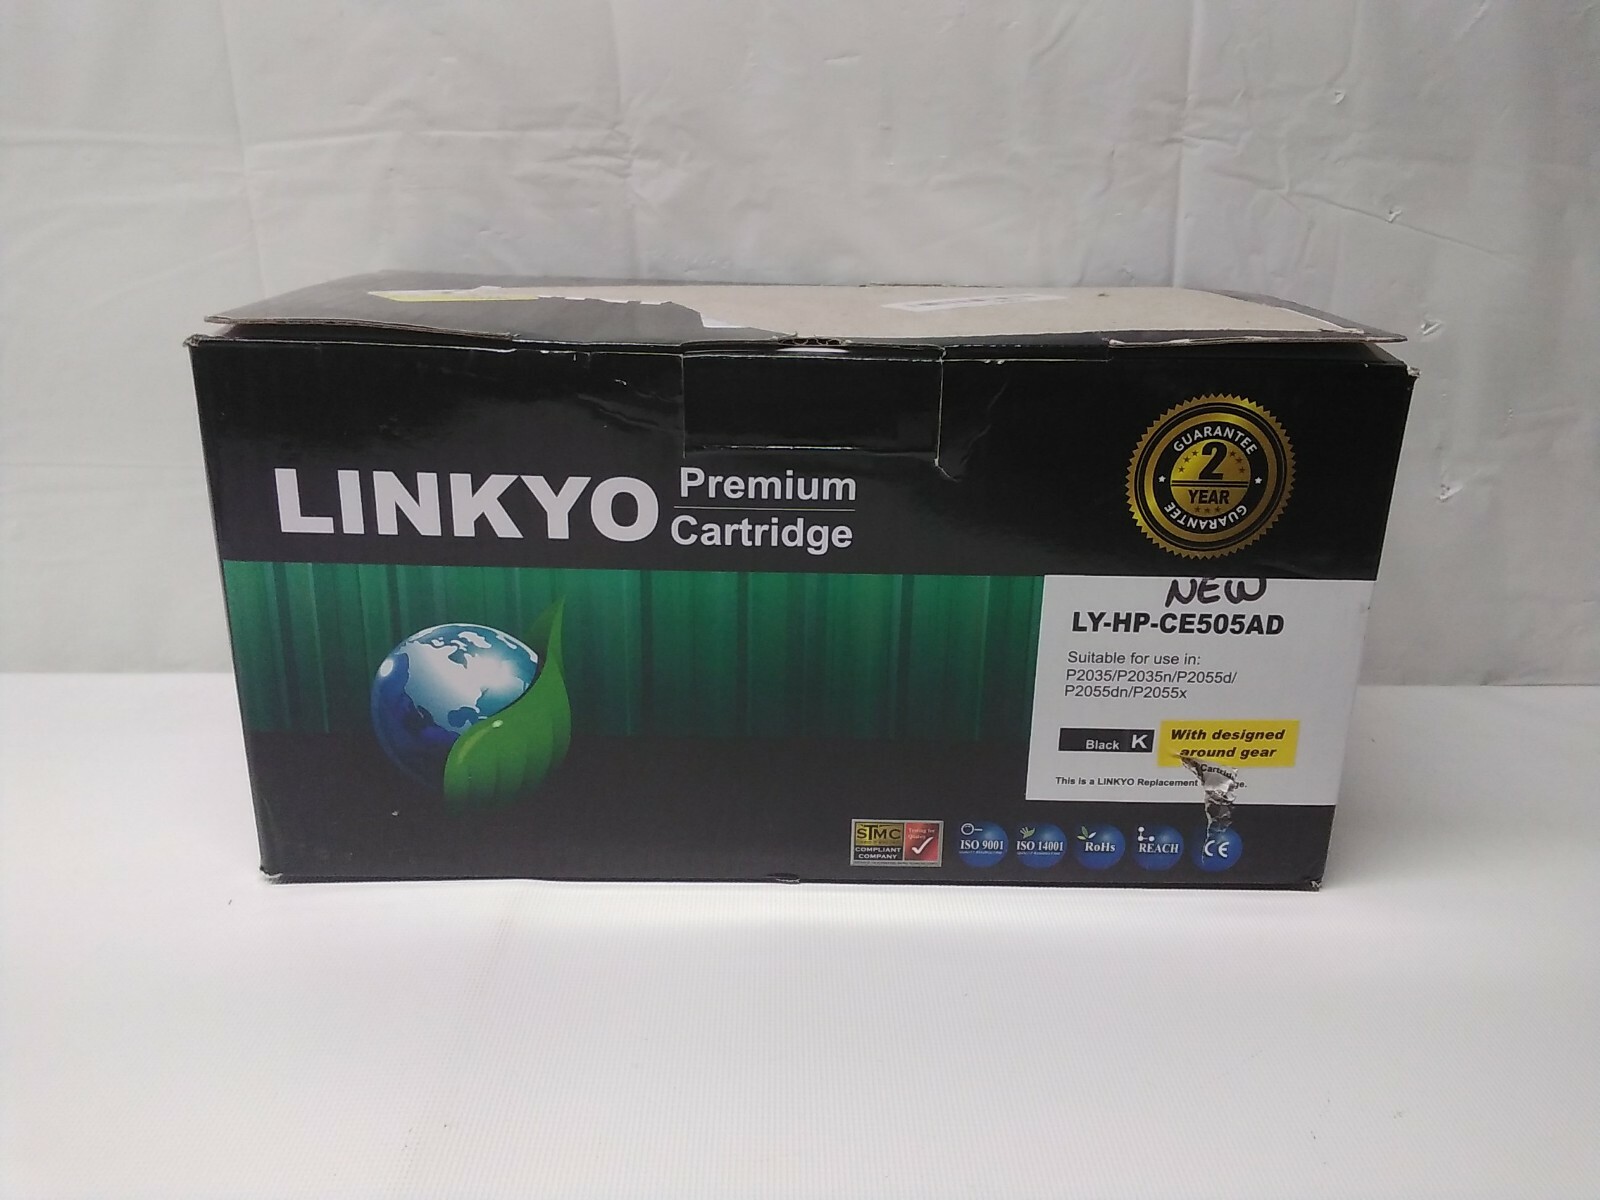 LINKYO
Premium
Cartridge
GUARANTEE
2
YEAR
GUARANTEE
NEW
LY-HP-CE505AD
Suitable for use in:
P2035/P2035n/P2055d/
P2055dn/P2055x
Black K
With designed
around gear
This is a LINKYO Replacement
STMC
COMPLIANT
COMPANY
ISO 9001
ISO 14001
RoHs
REACH
CE